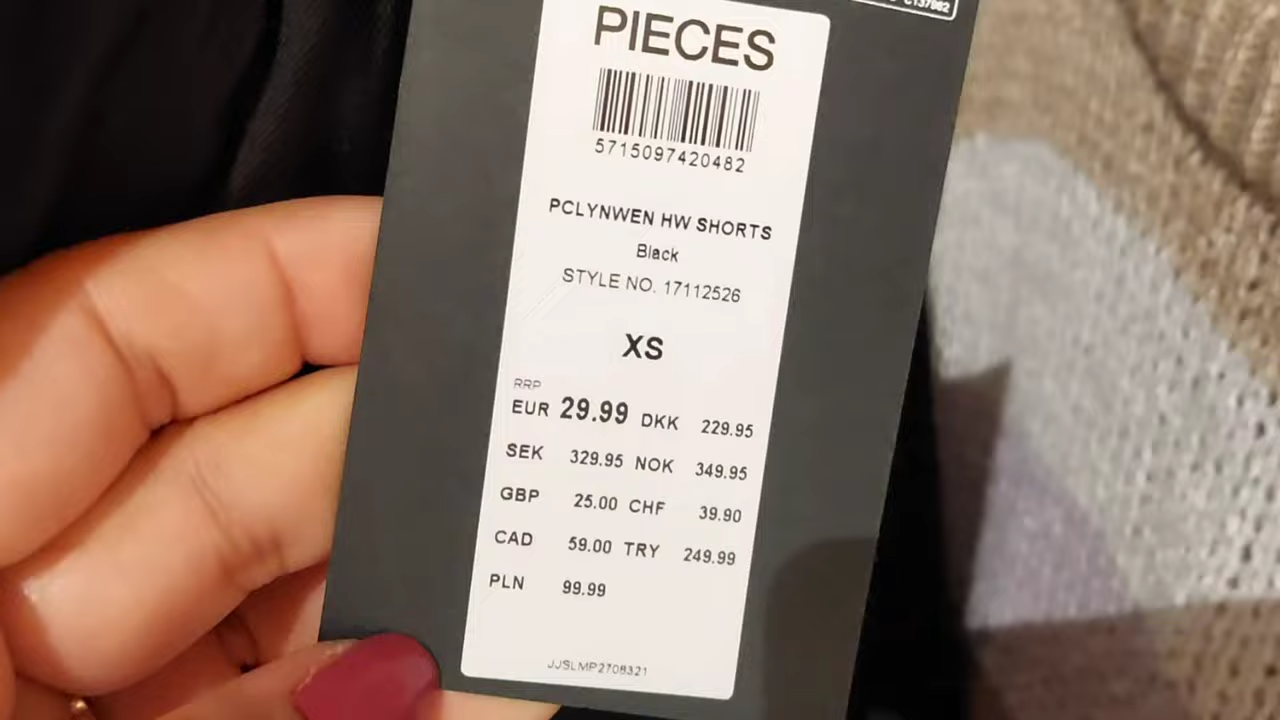 C137982
PIECES
5715097420482
PCLYNWEN HW SHORTS
Black
STYLE NO. 17112526
XS
RRP
EUR 29.99 DKK 229.95
SEK 329.95 NOK 349.95
GBP 25.00 CHF 39.90
CAD 59.00 TRY 249.99
PLN 99.99
JJSLMP2708321